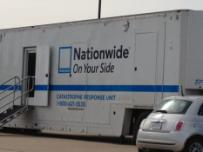 Nationwide
On Your Side
CATASTROPHE RESPONSE UNIT